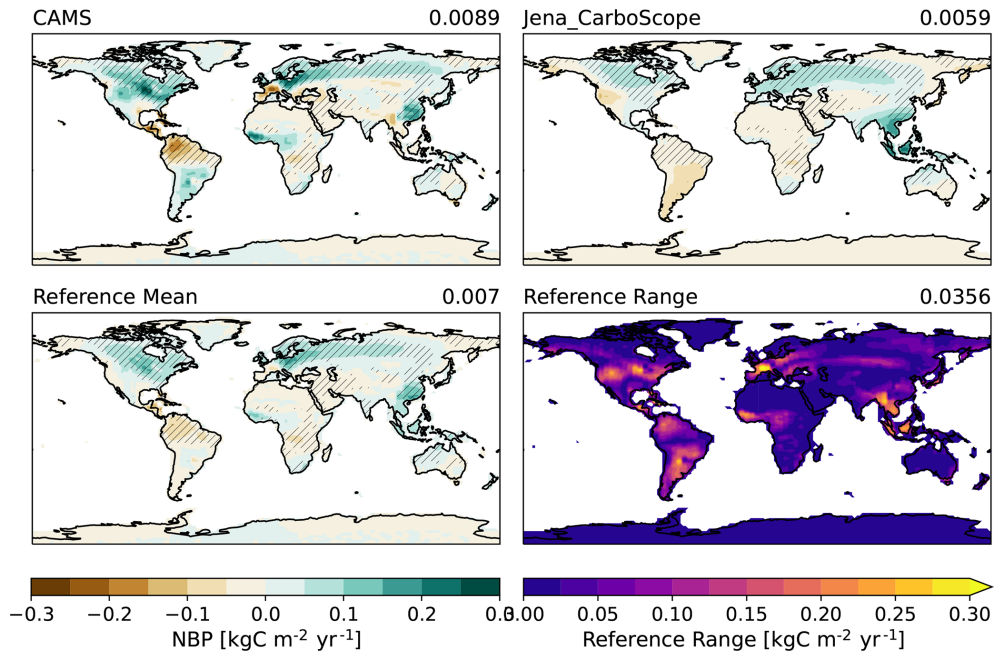 CAMS 0.0089
Jena_CarboScope 0.0059
Reference Mean 0.007
Reference Range 0.0356
−0.3 −0.2 −0.1 0.0 0.1 0.2 0.3
NBP [kgC m⁻² yr⁻¹]
0.00 0.05 0.10 0.15 0.20 0.25 0.30
Reference Range [kgC m⁻² yr⁻¹]